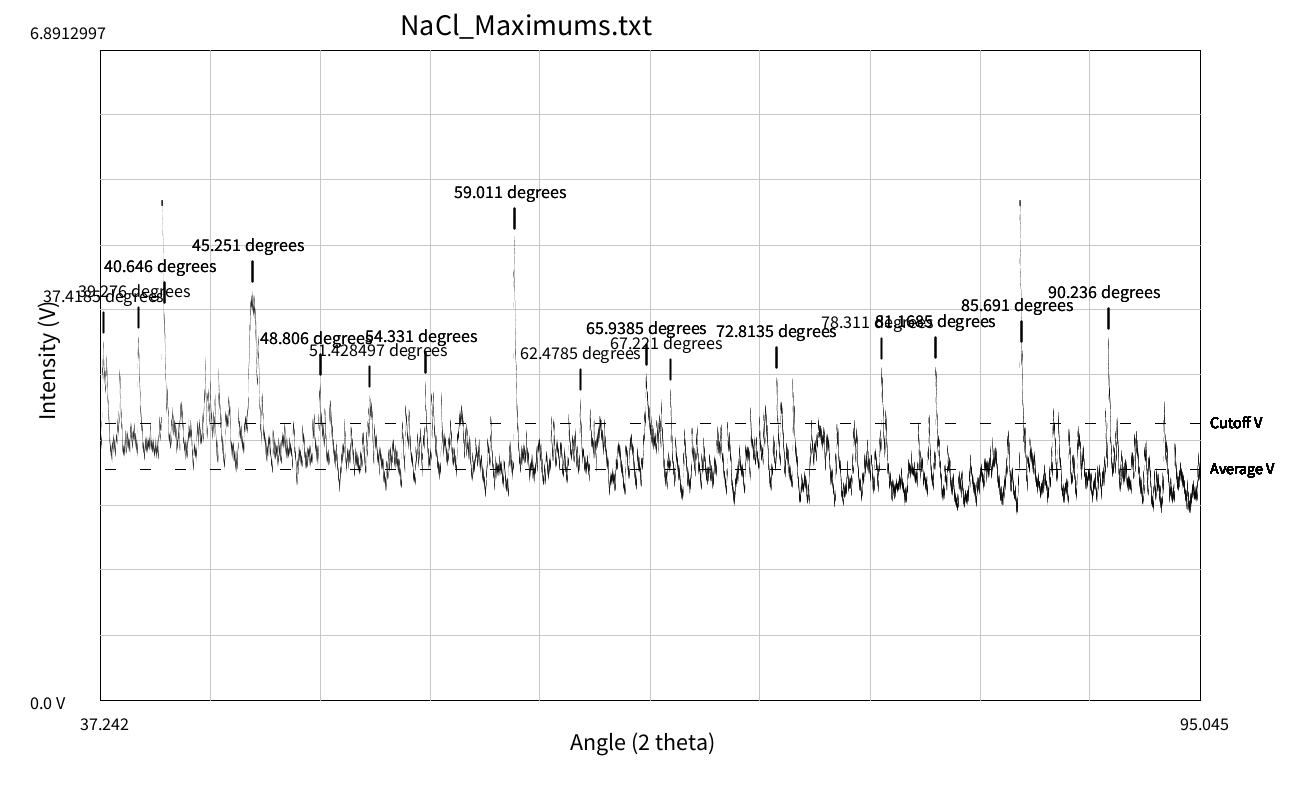 NaCl_Maximums.txt
6.8912997
59.011 degrees
45.251 degrees
40.646 degrees
39.276 degrees
37.4185 degrees
90.236 degrees
85.691 degrees
78.311 degrees
81.1685 degrees
65.9385 degrees
72.8135 degrees
48.806 degrees
54.331 degrees
67.221 degrees
51.428497 degrees
62.4785 degrees
Intensity (V)
Cutoff V
Average V
0.0 V
37.242
95.045
Angle (2 theta)